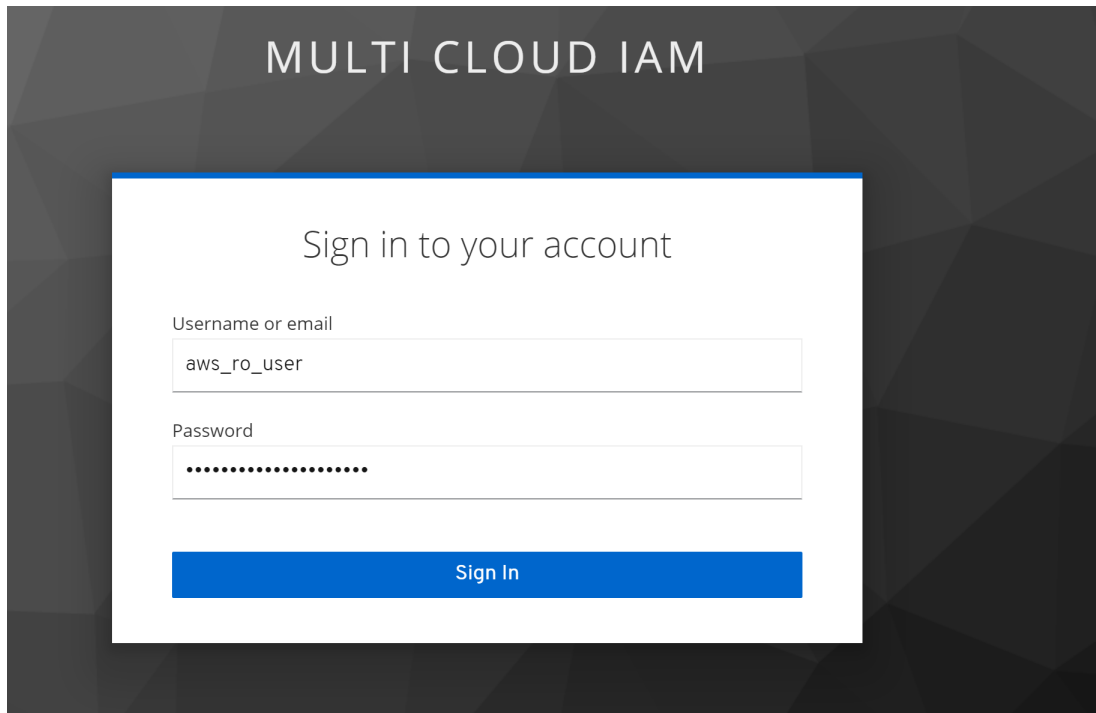 MULTI CLOUD IAM
Sign in to your account
Username or email
aws_ro_user
Password
•••••••••••••••••••••
Sign In